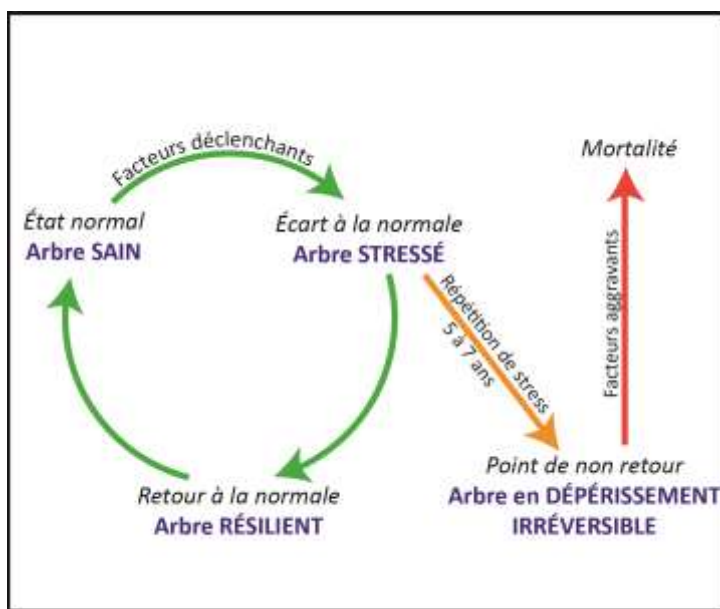 Facteurs déclenchants
État normal
Arbre SAIN
Écart à la normale
Arbre STRESSÉ
Retour à la normale
Arbre RÉSILIENT
Répétition de stress
5 à 7 ans
Point de non retour
Arbre en DÉPÉRISSEMENT
IRRÉVERSIBLE
Facteurs aggravants
Mortalité